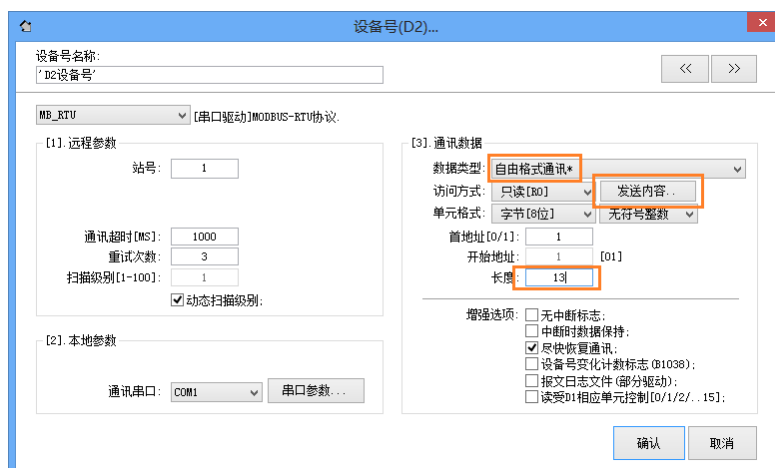 设备号(D2)...
设备号名称:
'D2设备号'
<< >>
MB_RTU [串口驱动]MODBUS-RTU协议.
[1].远程参数
站号: 1
通讯超时[MS]: 1000
重试次数: 3
扫描级别[1-100]: 1
动态扫描级别;
[2].本地参数
通讯串口: COM1 串口参数...
[3].通讯数据
数据类型: 自由格式通讯*
访问方式: 只读[RO] 发送内容..
单元格式: 字节[8位] 无符号整数
首地址[0/1]: 1
开始地址: 1 [01]
长度: 13
增强选项: 无中断标志;
中断时数据保持;
尽快恢复通讯;
设备号变化计数标志(B1038);
报文日志文件(部分驱动);
读受D1相应单元控制[0/1/2/..15];
确认 取消